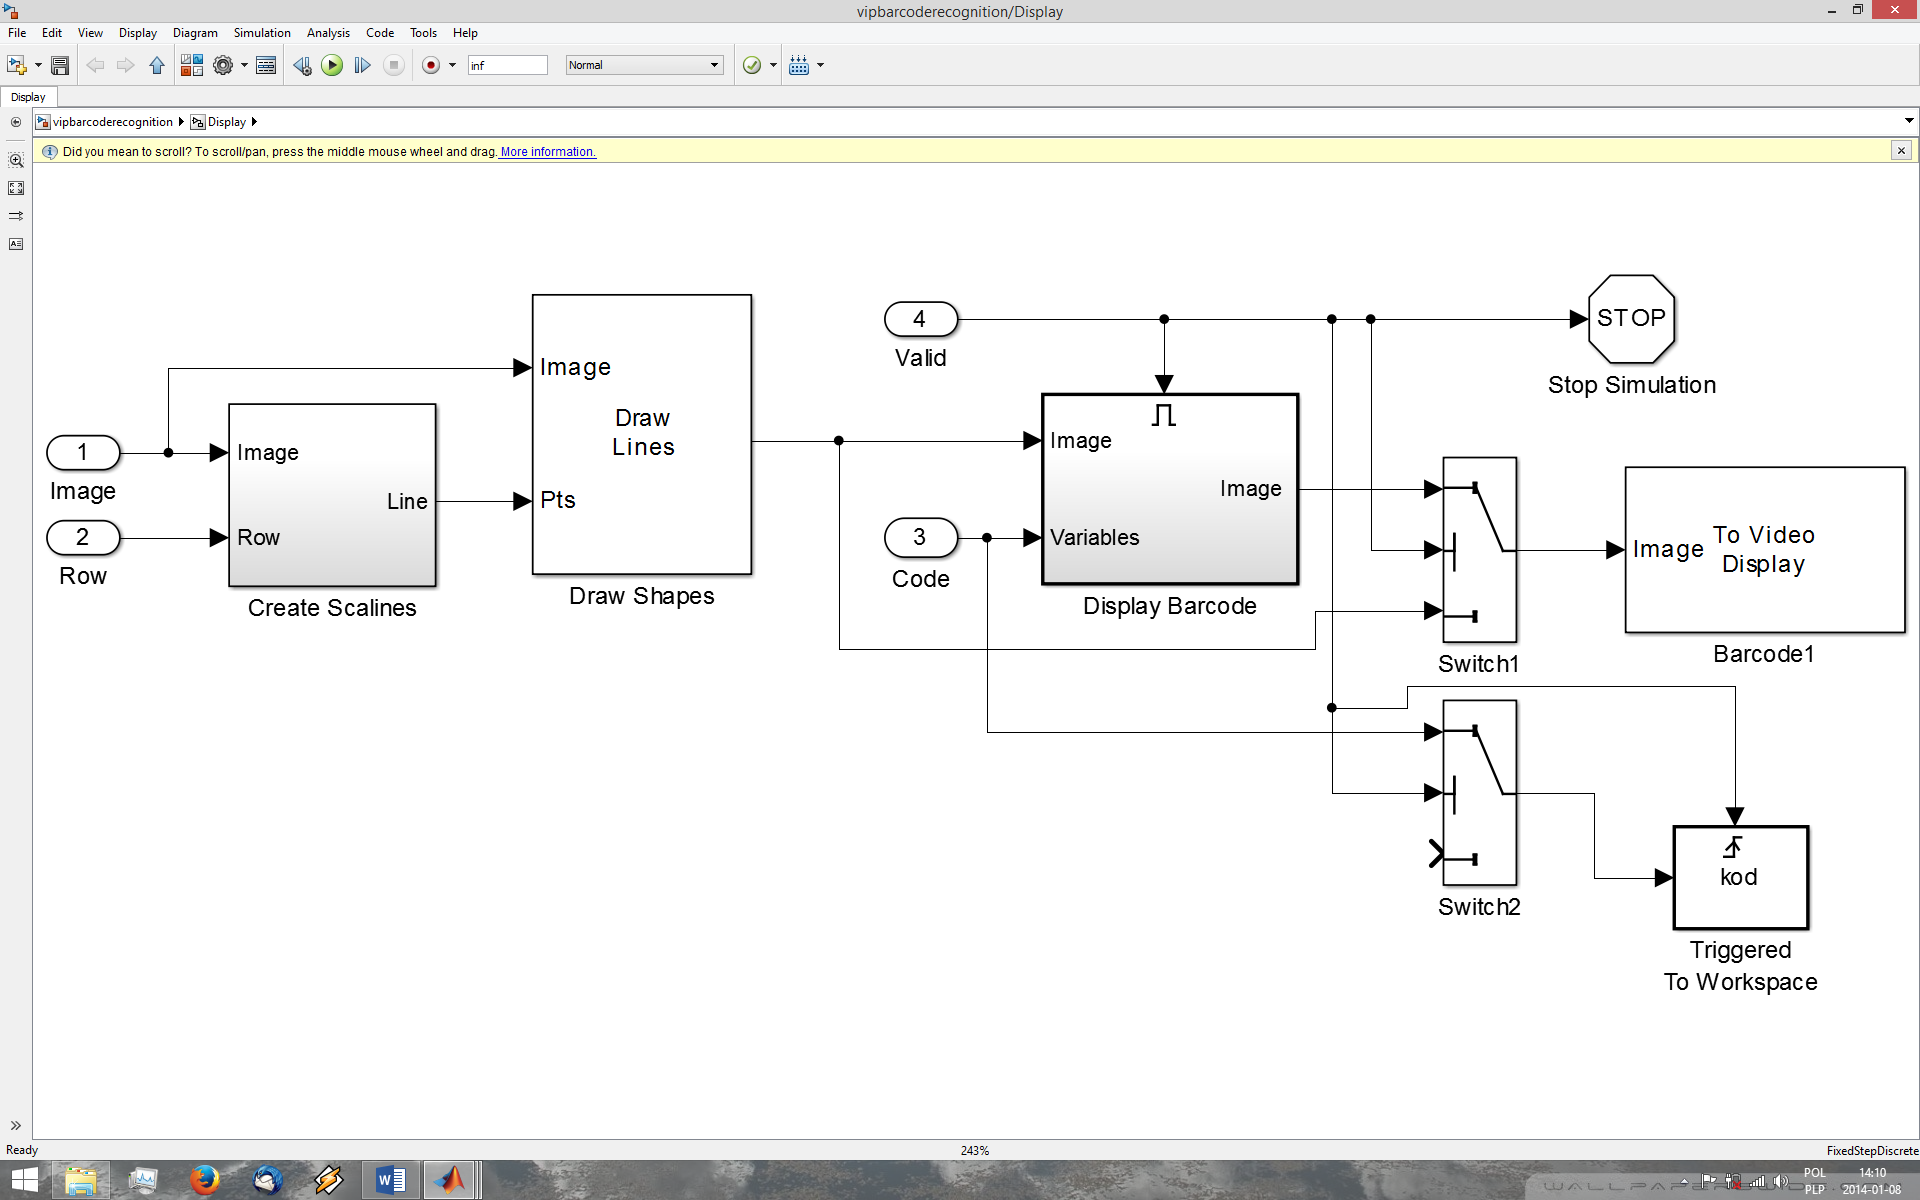 vipbarcoderecognition/Display
File Edit View Display Diagram Simulation Analysis Code Tools Help
inf Normal
Display
vipbarcoderecognition Display
Did you mean to scroll? To scroll/pan, press the middle mouse wheel and drag. More information.
4
Valid
STOP
Stop Simulation
1
Image
2
Row
Image
Line
Row
Create Scalines
Image
Draw
Lines
Pts
Draw Shapes
3
Code
Image
Image
Variables
Display Barcode
Switch1
Image
To Video
Display
Barcode1
Switch2
kod
Triggered
To Workspace
Ready 243% FixedStepDiscrete
POL 14:10
PLP 2014-01-08